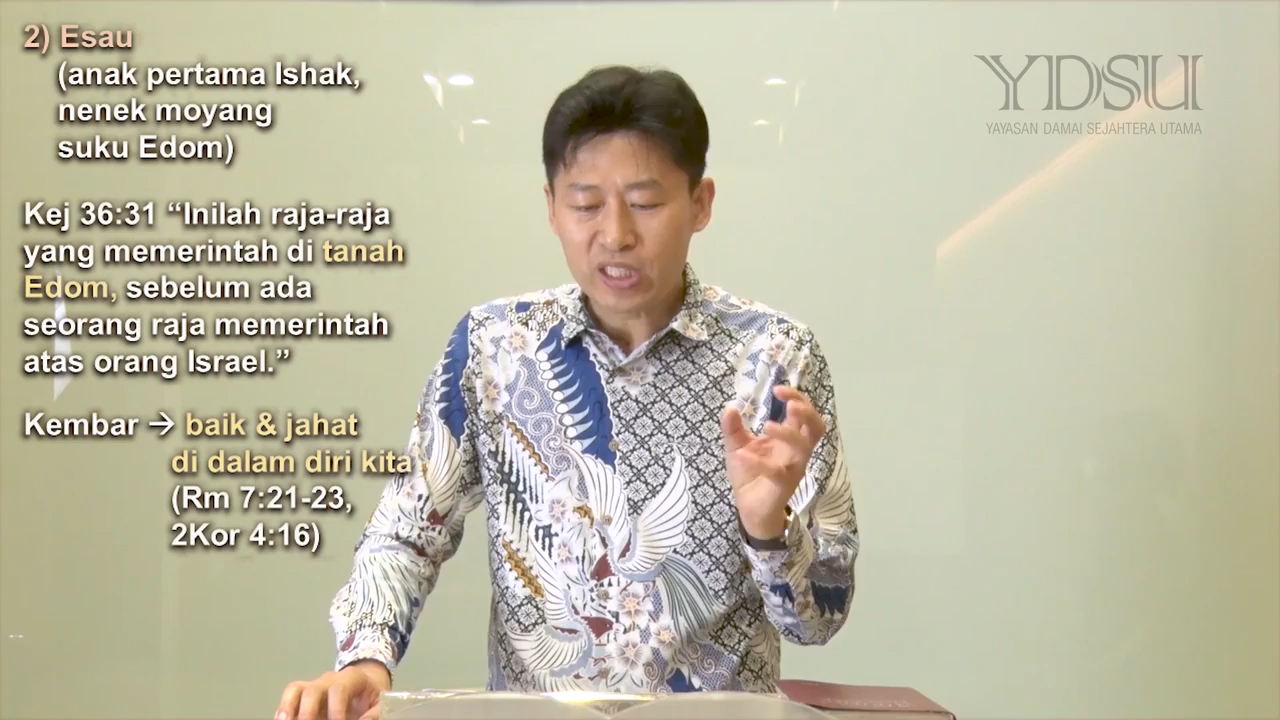 2) Esau
(anak pertama Ishak,
nenek moyang
suku Edom)
Kej 36:31 “Inilah raja-raja
yang memerintah di tanah
Edom, sebelum ada
seorang raja memerintah
atas orang Israel.”
Kembar → baik & jahat
di dalam diri kita
(Rm 7:21-23,
2Kor 4:16)
YDSU
YAYASAN DAMAI SEJAHTERA UTAMA